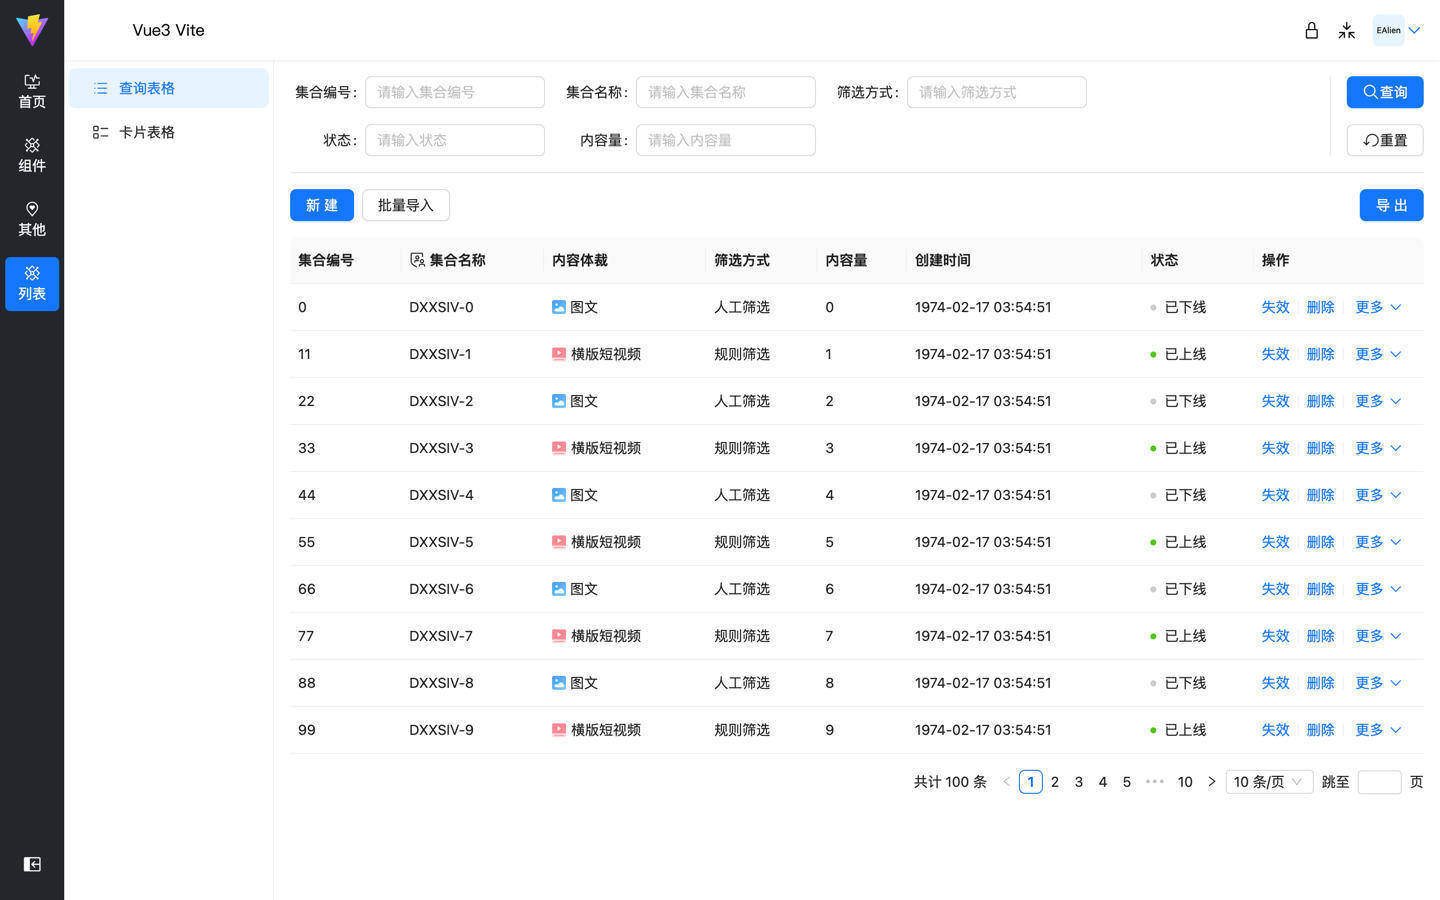 Vue3 Vite
EAlien
首页
组件
其他
列表
查询表格
卡片表格
集合编号: 请输入集合编号 集合名称: 请输入集合名称 筛选方式: 请输入筛选方式 查询
状态: 请输入状态 内容量: 请输入内容量 重置
新建 批量导入 导出
集合编号 集合名称 内容体裁 筛选方式 内容量 创建时间 状态 操作
0 DXXSIV-0 图文 人工筛选 0 1974-02-17 03:54:51 已下线 失效 删除 更多
11 DXXSIV-1 横版短视频 规则筛选 1 1974-02-17 03:54:51 已上线 失效 删除 更多
22 DXXSIV-2 图文 人工筛选 2 1974-02-17 03:54:51 已下线 失效 删除 更多
33 DXXSIV-3 横版短视频 规则筛选 3 1974-02-17 03:54:51 已上线 失效 删除 更多
44 DXXSIV-4 图文 人工筛选 4 1974-02-17 03:54:51 已下线 失效 删除 更多
55 DXXSIV-5 横版短视频 规则筛选 5 1974-02-17 03:54:51 已上线 失效 删除 更多
66 DXXSIV-6 图文 人工筛选 6 1974-02-17 03:54:51 已下线 失效 删除 更多
77 DXXSIV-7 横版短视频 规则筛选 7 1974-02-17 03:54:51 已上线 失效 删除 更多
88 DXXSIV-8 图文 人工筛选 8 1974-02-17 03:54:51 已下线 失效 删除 更多
99 DXXSIV-9 横版短视频 规则筛选 9 1974-02-17 03:54:51 已上线 失效 删除 更多
共计 100 条 < 1 2 3 4 5 ••• 10 > 10 条/页 跳至 页